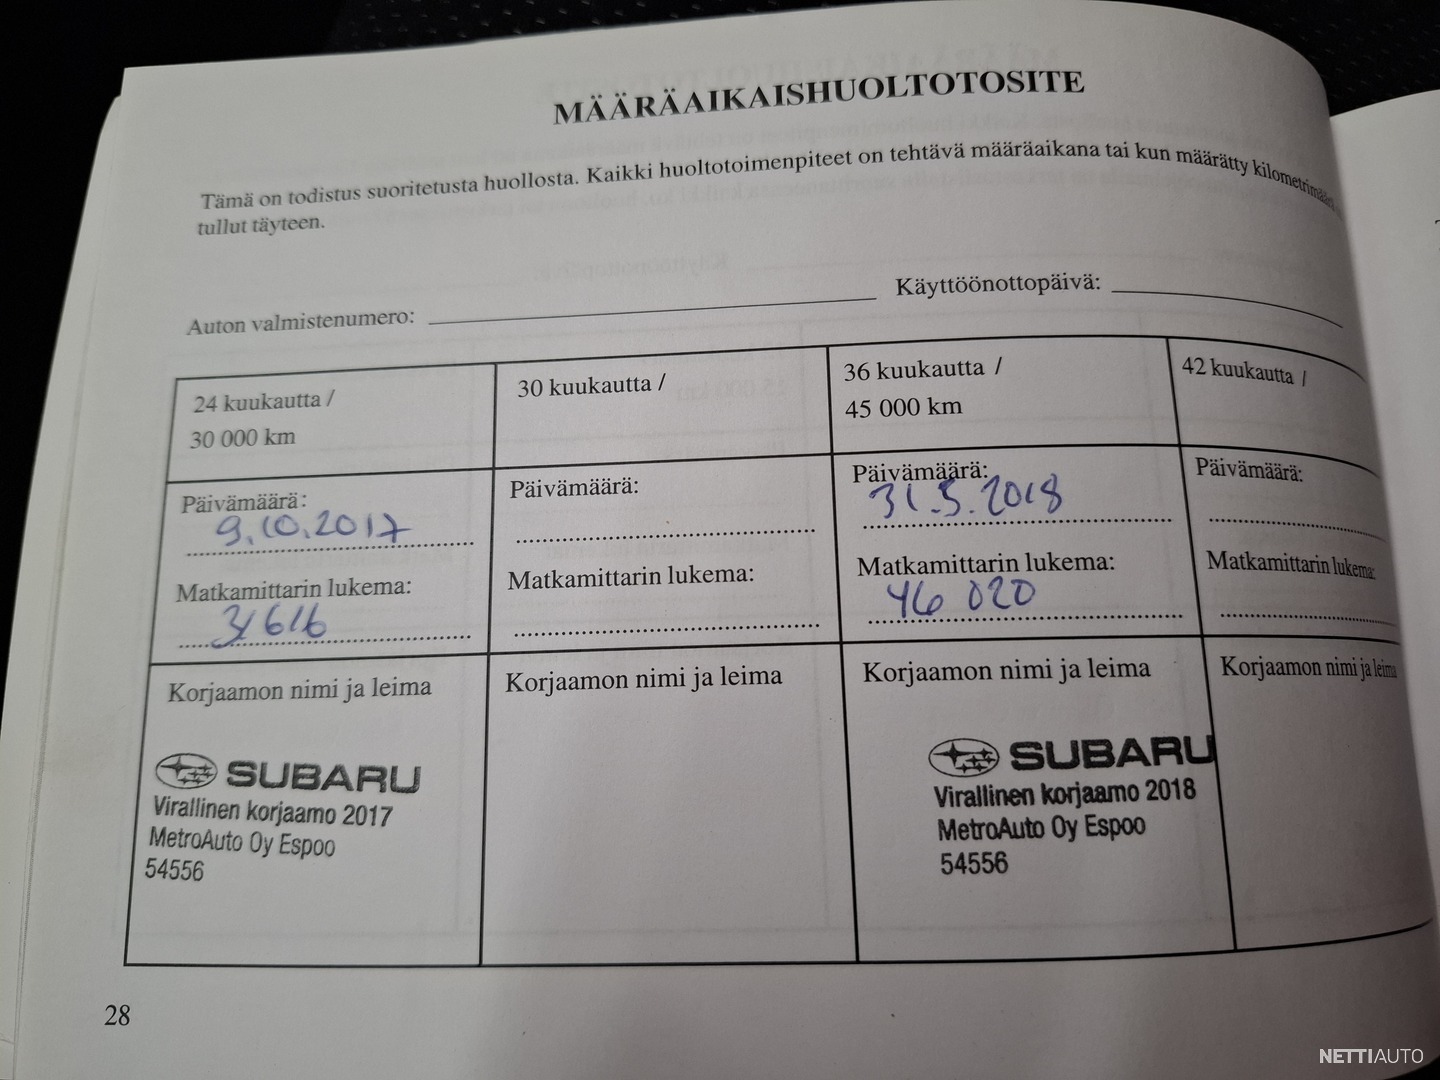 MÄÄRÄAIKAISHUOLTOTOSITE
Tämä on todistus suoritetusta huollosta. Kaikki huoltotoimenpiteet on tehtävä määräaikana tai kun määrätty
tullut täyteen.
Auton valmistenumero: Käyttöönottopäivä:
24 kuukautta /
30 000 km
30 kuukautta /
36 kuukautta /
45 000 km
42 kuukautta /
Päivämäärä:
9.10.2017
Päivämäärä:
Päivämäärä:
31.5.2018
Päivämäärä:
Matkamittarin lukema:
31616
Matkamittarin lukema:
Matkamittarin lukema:
46 020
Matkamittarin lukema:
Korjaamon nimi ja leima
Korjaamon nimi ja leima
Korjaamon nimi ja leima
Korjaamon nimi ja leima
SUBARU
Virallinen korjaamo 2017
MetroAuto Oy Espoo
54556
SUBARU
Virallinen korjaamo 2018
MetroAuto Oy Espoo
54556
28
NETTIAUTO